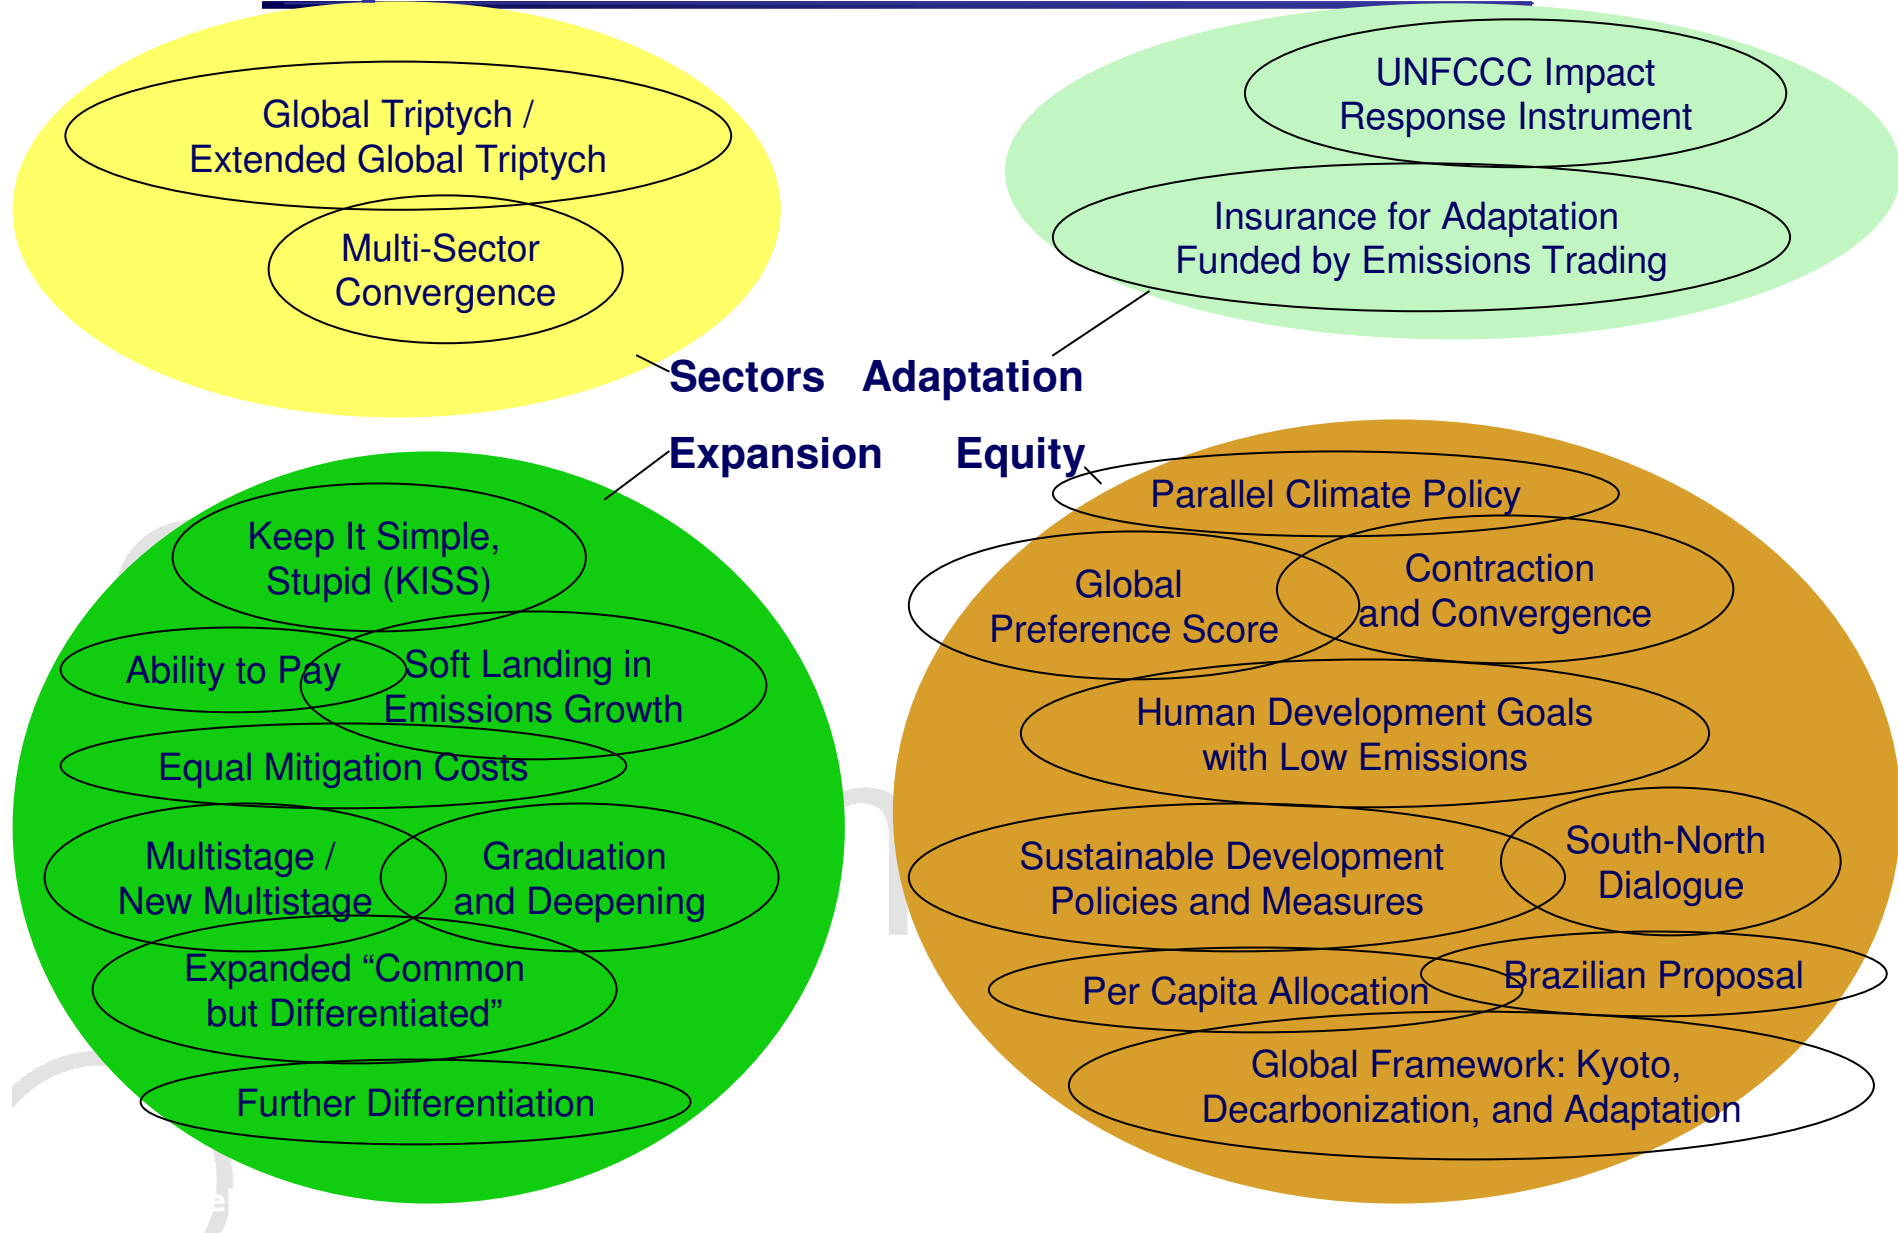 Global Triptych /
Extended Global Triptych
Multi-Sector
Convergence
UNFCCC Impact
Response Instrument
Insurance for Adaptation
Funded by Emissions Trading
Sectors
Adaptation
Expansion
Equity
Keep It Simple,
Stupid (KISS)
Ability to Pay
Soft Landing in
Emissions Growth
Equal Mitigation Costs
Multistage /
New Multistage
Graduation
and Deepening
Expanded “Common
but Differentiated”
Further Differentiation
Parallel Climate Policy
Global
Preference Score
Contraction
and Convergence
Human Development Goals
with Low Emissions
Sustainable Development
Policies and Measures
South-North
Dialogue
Per Capita Allocation
Brazilian Proposal
Global Framework: Kyoto,
Decarbonization, and Adaptation